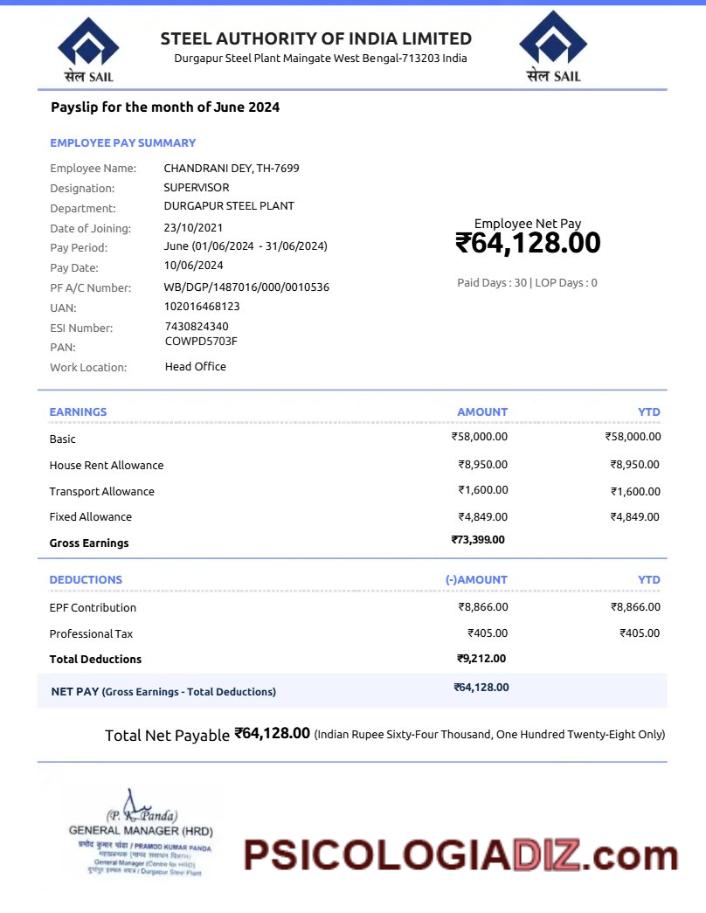 सेल SAIL
STEEL AUTHORITY OF INDIA LIMITED
Durgapur Steel Plant Maingate West Bengal-713203 India
सेल SAIL
Payslip for the month of June 2024
EMPLOYEE PAY SUMMARY
Employee Name: CHANDRANI DEY, TH-7699
Designation: SUPERVISOR
Department: DURGAPUR STEEL PLANT
Date of Joining: 23/10/2021
Pay Period: June (01/06/2024 - 31/06/2024)
Pay Date: 10/06/2024
PF A/C Number: WB/DGP/1487016/000/0010536
UAN: 102016468123
ESI Number: 7430824340
PAN: COWPD5703F
Work Location: Head Office
Employee Net Pay
₹64,128.00
Paid Days : 30 | LOP Days : 0
EARNINGS AMOUNT YTD
Basic ₹58,000.00 ₹58,000.00
House Rent Allowance ₹8,950.00 ₹8,950.00
Transport Allowance ₹1,600.00 ₹1,600.00
Fixed Allowance ₹4,849.00 ₹4,849.00
Gross Earnings ₹73,399.00
DEDUCTIONS (-)AMOUNT YTD
EPF Contribution ₹8,866.00 ₹8,866.00
Professional Tax ₹405.00 ₹405.00
Total Deductions ₹9,212.00
NET PAY (Gross Earnings - Total Deductions) ₹64,128.00
Total Net Payable ₹64,128.00 (Indian Rupee Sixty-Four Thousand, One Hundred Twenty-Eight Only)
(P. K. Panda)
GENERAL MANAGER (HRD)
प्रमोद कुमार पांडा / PRAMOD KUMAR PANDA
General Manager (Centre for HRD)
/ Durgapur Steel Plant
PSICOLOGIADIZ.com